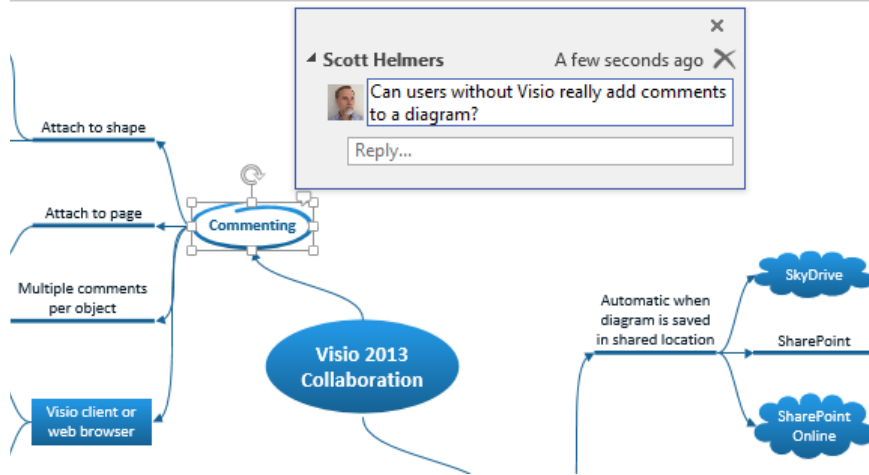 Scott Helmers
A few seconds ago
Can users without Visio really add comments
to a diagram?
Reply...
Attach to shape
Attach to page
Commenting
Multiple comments
per object
Visio client or
web browser
Visio 2013
Collaboration
Automatic when
diagram is saved
in shared location
SkyDrive
SharePoint
SharePoint
Online